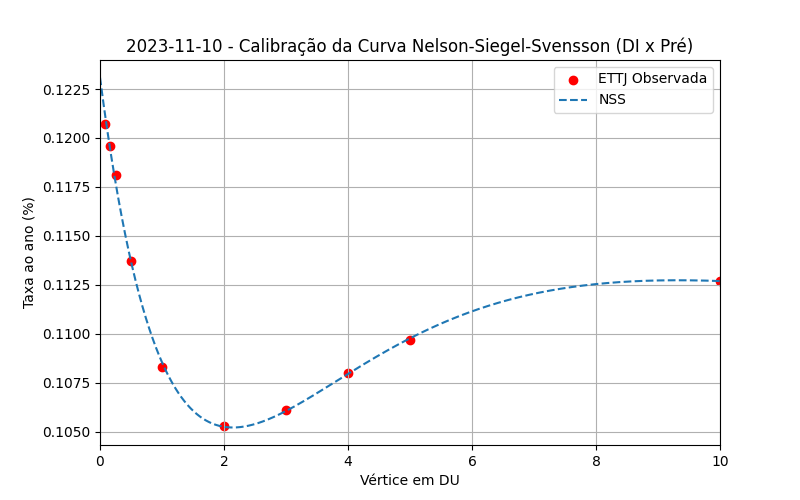 2023-11-10 - Calibração da Curva Nelson-Siegel-Svensson (DI x Pré)
ETTJ Observada
NSS
Taxa ao ano (%)
0.1225
0.1200
0.1175
0.1150
0.1125
0.1100
0.1075
0.1050
0 2 4 6 8 10
Vértice em DU